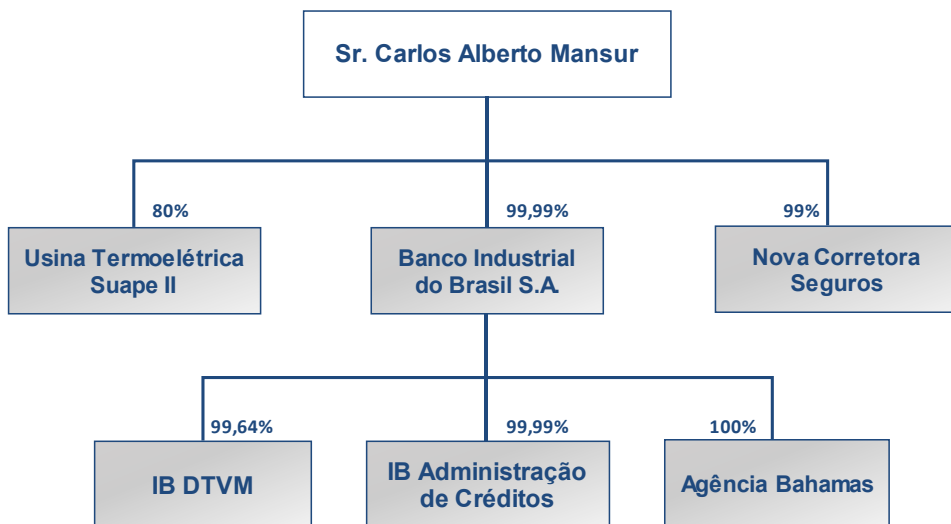 Sr. Carlos Alberto Mansur
80%
99,99%
99%
Usina Termoelétrica
Suape II
Banco Industrial
do Brasil S.A.
Nova Corretora
Seguros
99,64%
99,99%
100%
IB DTVM
IB Administração
de Créditos
Agência Bahamas